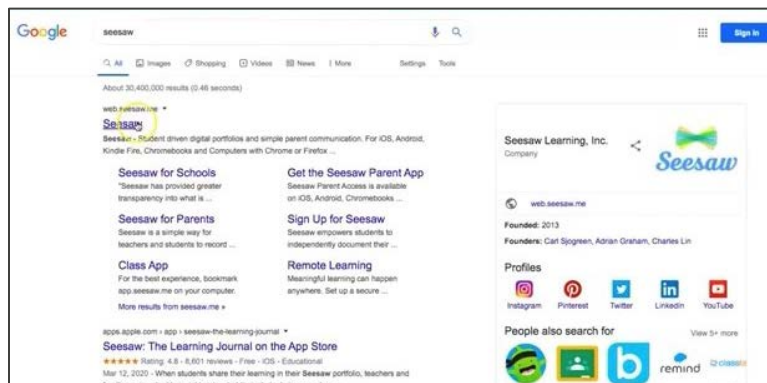 Google
seesaw
Sign in
All Images Shopping Videos News More Settings Tools
About 30,400,000 results (0.46 seconds)
web.seesaw.me
Seesaw
Seesaw - Student driven digital portfolios and simple parent communication. For iOS, Android,
Kindle Fire, Chromebooks and Computers with Chrome or Firefox ...
Seesaw for Schools
"Seesaw has provided greater
transparency into what is ...
Get the Seesaw Parent App
Seesaw Parent Access is available
on iOS, Android, Chromebooks ...
Seesaw for Parents
Seesaw is a simple way for
teachers and students to record ...
Sign Up for Seesaw
Seesaw empowers students to
independently document their ...
Class App
For the best experience, bookmark
app.seesaw.me on your computer.
Remote Learning
Meaningful learning can happen
anywhere. Set up a secure ...
More results from seesaw.me »
apps.apple.com › app › seesaw-the-learning-journal
Seesaw: The Learning Journal on the App Store
★★★★★ Rating: 4.8 - 8,601 reviews - Free - iOS - Educational
Mar 12, 2020 - When students share their learning in their Seesaw portfolio, teachers and
Seesaw Learning, Inc.
Company
Seesaw
web.seesaw.me
Founded: 2013
Founders: Carl Sjogreen, Adrian Graham, Charles Lin
Profiles
Instagram Pinterest Twitter LinkedIn YouTube
People also search for
View 5+ more
b remind